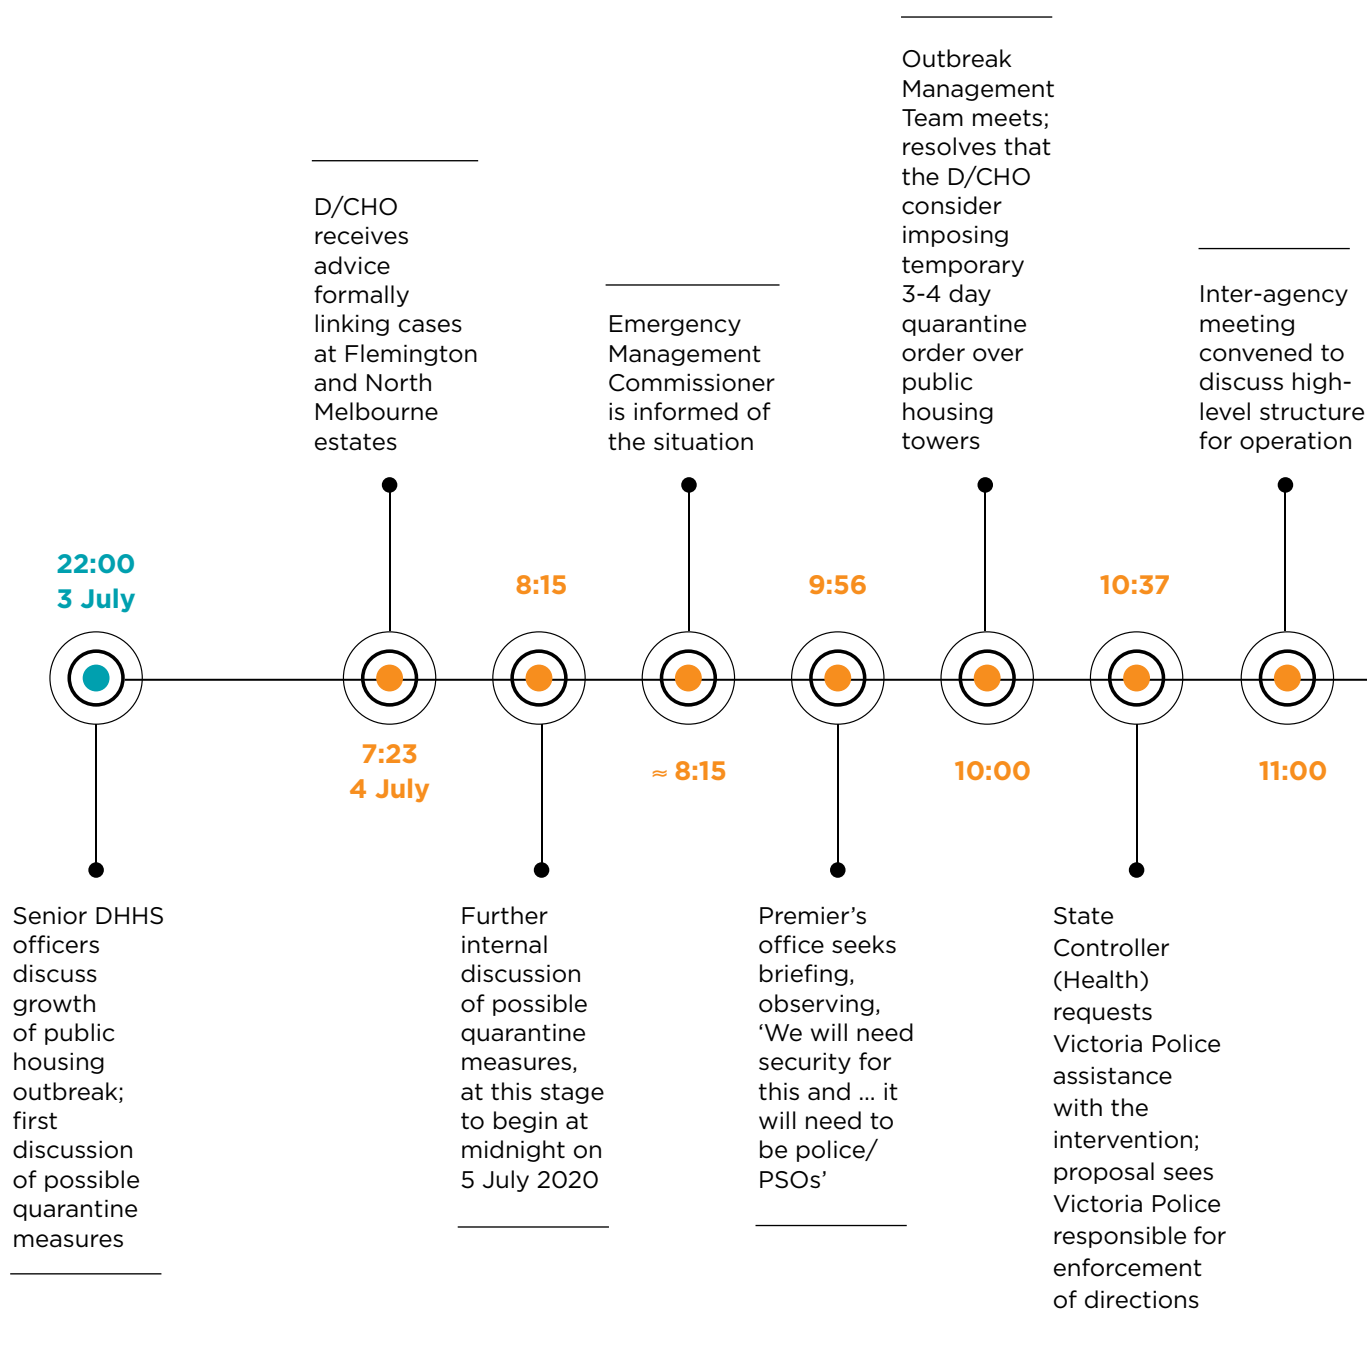 22:00
3 July
Senior DHHS
officers
discuss
growth
of public
housing
outbreak;
first
discussion
of possible
quarantine
measures
D/CHO
receives
advice
formally
linking cases
at Flemington
and North
Melbourne
estates
7:23
4 July
8:15
Further
internal
discussion
of possible
quarantine
measures,
at this stage
to begin at
midnight on
5 July 2020
Emergency
Management
Commissioner
is informed of
the situation
≈ 8:15
9:56
Premier’s
office seeks
briefing,
observing,
‘We will need
security for
this and ... it
will need to
be police/
PSOs’
Outbreak
Management
Team meets;
resolves that
the D/CHO
consider
imposing
temporary
3-4 day
quarantine
order over
public
housing
towers
10:00
10:37
State
Controller
(Health)
requests
Victoria Police
assistance
with the
intervention;
proposal sees
Victoria Police
responsible for
enforcement
of directions
Inter-agency
meeting
convened to
discuss high-
level structure
for operation
11:00